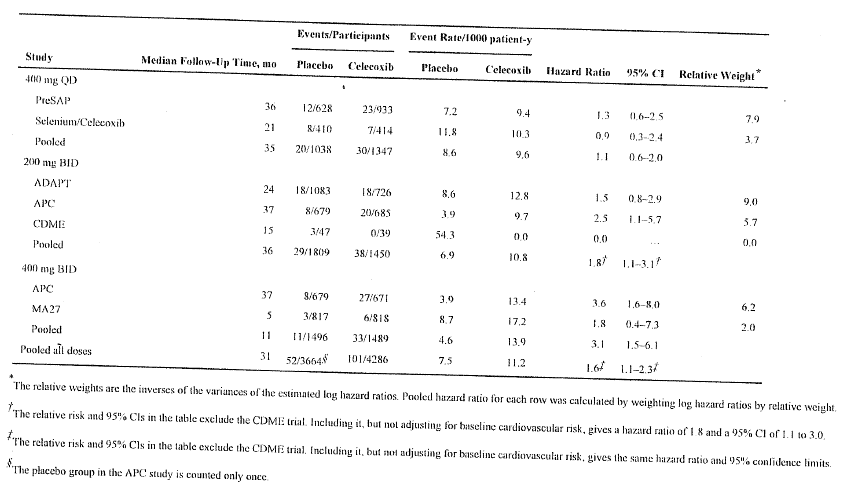 Events/Participants Event Rate/1000 patient-y
Study Median Follow-Up Time, mo Placebo Celecoxib Placebo Celecoxib Hazard Ratio 95% CI Relative Weight*
400 mg QD
PreSAP 36 12/628 23/933 7.2 9.4 1.3 0.6–2.5 7.9
Selenium/Celecoxib 21 8/410 7/414 11.8 10.3 0.9 0.3–2.4 3.7
Pooled 35 20/1038 30/1347 8.6 9.6 1.1 0.6–2.0
200 mg BID
ADAPT 24 18/1083 18/726 8.6 12.8 1.5 0.8–2.9 9.0
APC 37 8/679 20/685 3.9 9.7 2.5 1.1–5.7 5.7
CDME 15 3/47 0/39 54.3 0.0 0.0 ... 0.0
Pooled 36 29/1809 38/1450 6.9 10.8 1.8† 1.1–3.1†
400 mg BID
APC 37 8/679 27/671 3.9 13.4 3.6 1.6–8.0 6.2
MA27 5 3/817 6/818 8.7 17.2 1.8 0.4–7.3 2.0
Pooled 11 11/1496 33/1489 4.6 13.9 3.1 1.5–6.1
Pooled all doses 31 52/3664§ 101/4286 7.5 11.2 1.6‡ 1.1–2.3‡
*The relative weights are the inverses of the variances of the estimated log hazard ratios. Pooled hazard ratio for each row was calculated by weighting log hazard ratios by relative weight.
†The relative risk and 95% CIs in the table exclude the CDME trial. Including it, but not adjusting for baseline cardiovascular risk, gives a hazard ratio of 1.8 and a 95% CI of 1.1 to 3.0.
‡The relative risk and 95% CIs in the table exclude the CDME trial. Including it, but not adjusting for baseline cardiovascular risk, gives the same hazard ratio and 95% confidence limits.
§The placebo group in the APC study is counted only once.